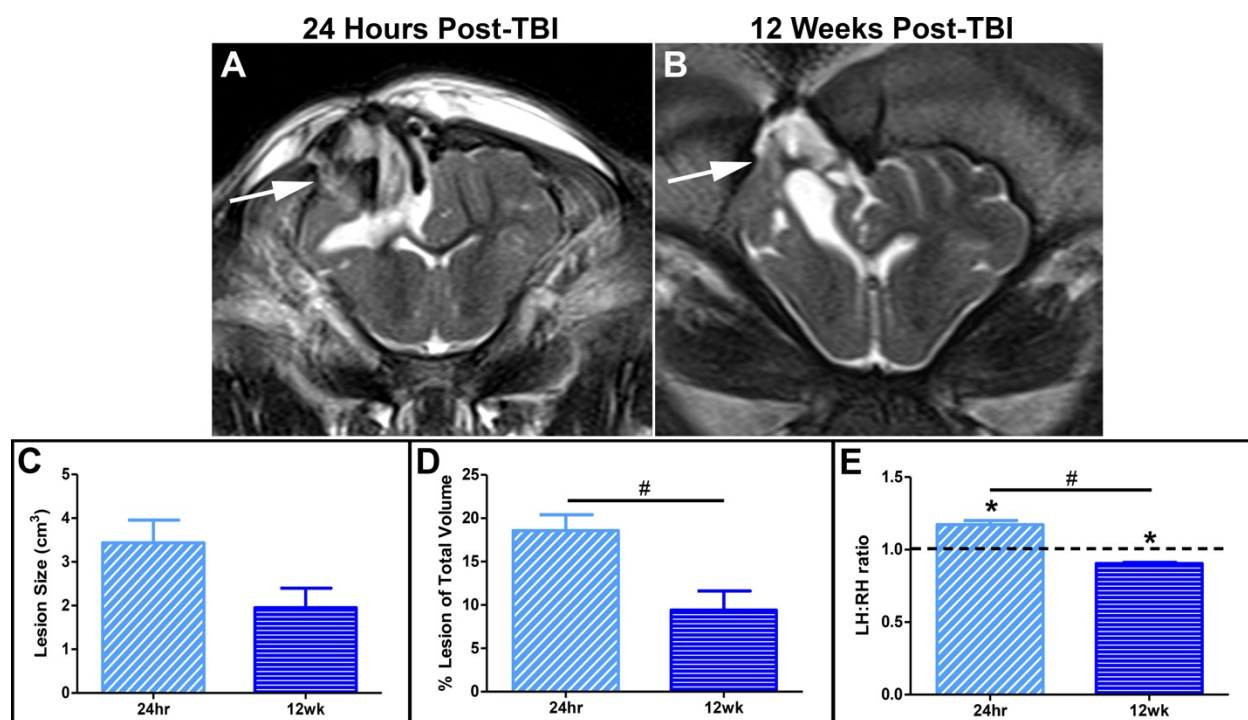 24 Hours Post-TBI
12 Weeks Post-TBI
A
B
C
Lesion Size (cm³)
5
4
3
2
1
0
24hr
12wk
D
% Lesion of Total Volume
25
20
15
10
5
0
#
24hr
12wk
E
LH:RH ratio
1.5
1.0
0.5
0.0
#
*
*
24hr
12wk